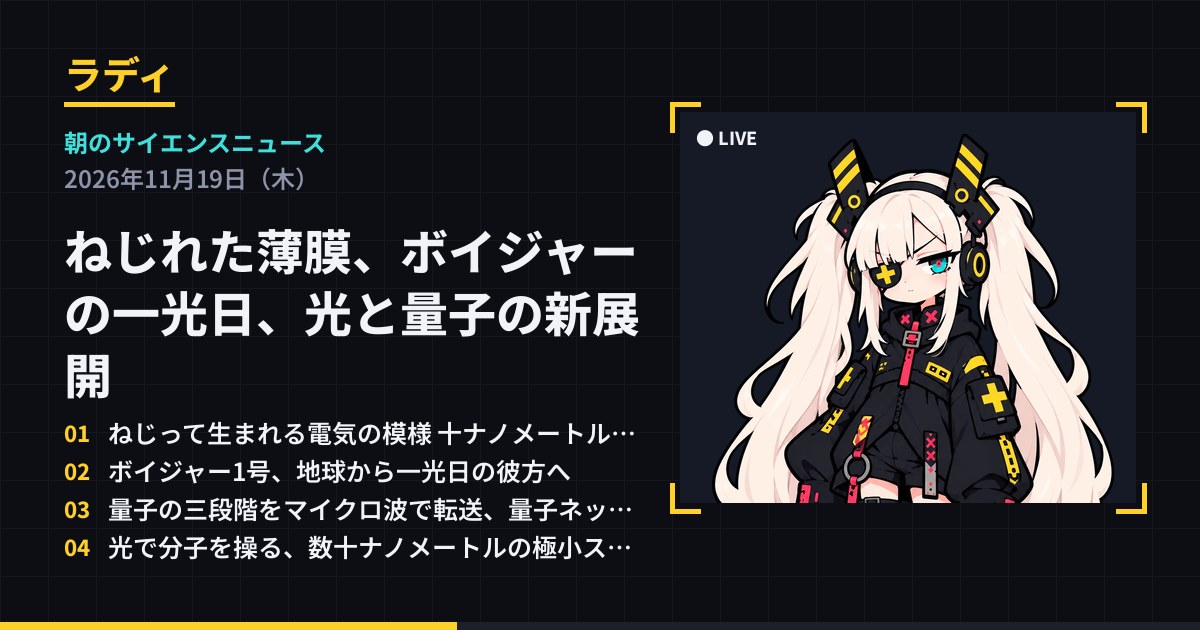 ラディ
朝のサイエンスニュース
2026年11月19日（木）
ねじれた薄膜、ボイジャー
の一光日、光と量子の新展
開
01 ねじって生まれる電気の模様 十ナノメートル…
02 ボイジャー1号、地球から一光日の彼方へ
03 量子の三段階をマイクロ波で転送、量子ネッ…
04 光で分子を操る、数十ナノメートルの極小ス…
LIVE